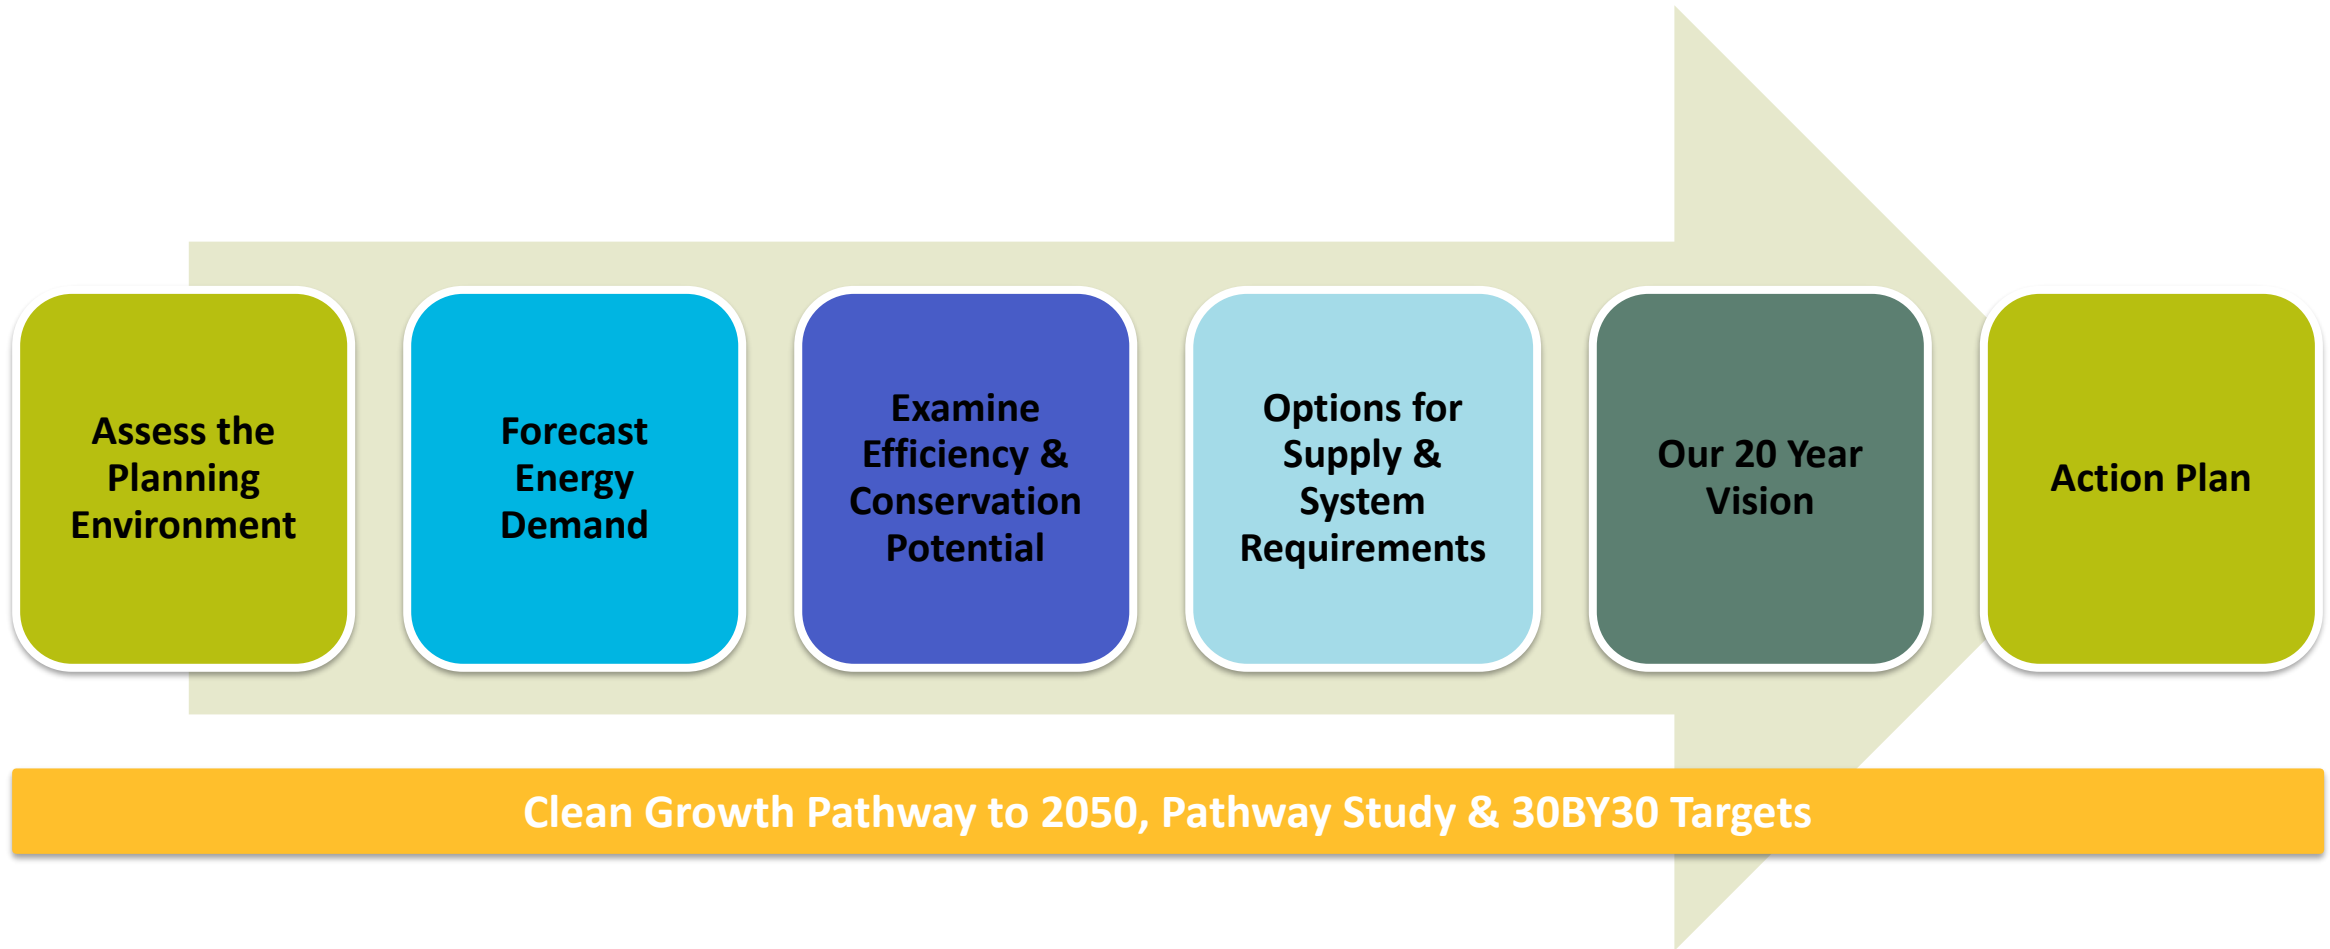 Assess the
Planning
Environment
Forecast
Energy
Demand
Examine
Efficiency &
Conservation
Potential
Options for
Supply &
System
Requirements
Our 20 Year
Vision
Action Plan
Clean Growth Pathway to 2050, Pathway Study & 30BY30 Targets